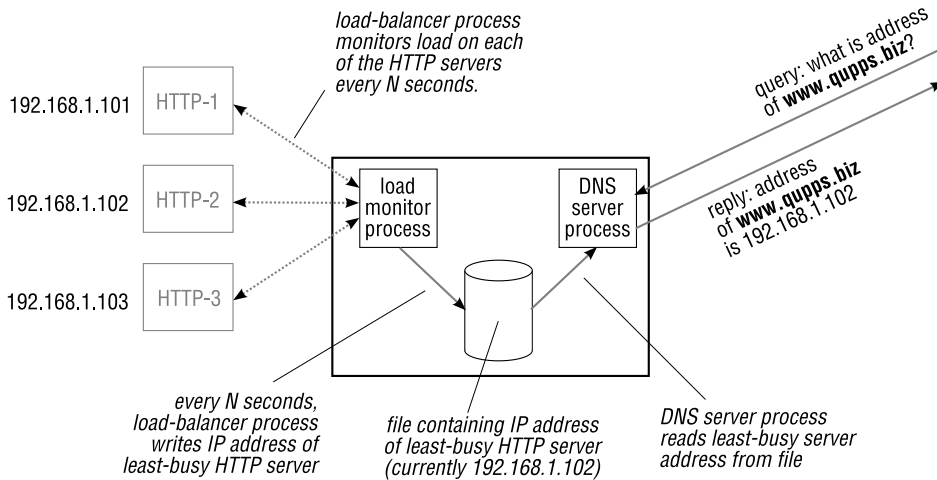 load-balancer process
monitors load on each
of the HTTP servers
every N seconds.
query: what is address
of www.qupps.biz?
192.168.1.101
HTTP-1
192.168.1.102
HTTP-2
192.168.1.103
HTTP-3
load
monitor
process
DNS
server
process
reply: address
of www.qupps.biz
is 192.168.1.102
every N seconds,
load-balancer process
writes IP address of
least-busy HTTP server
file containing IP address
of least-busy HTTP server
(currently 192.168.1.102)
DNS server process
reads least-busy server
address from file